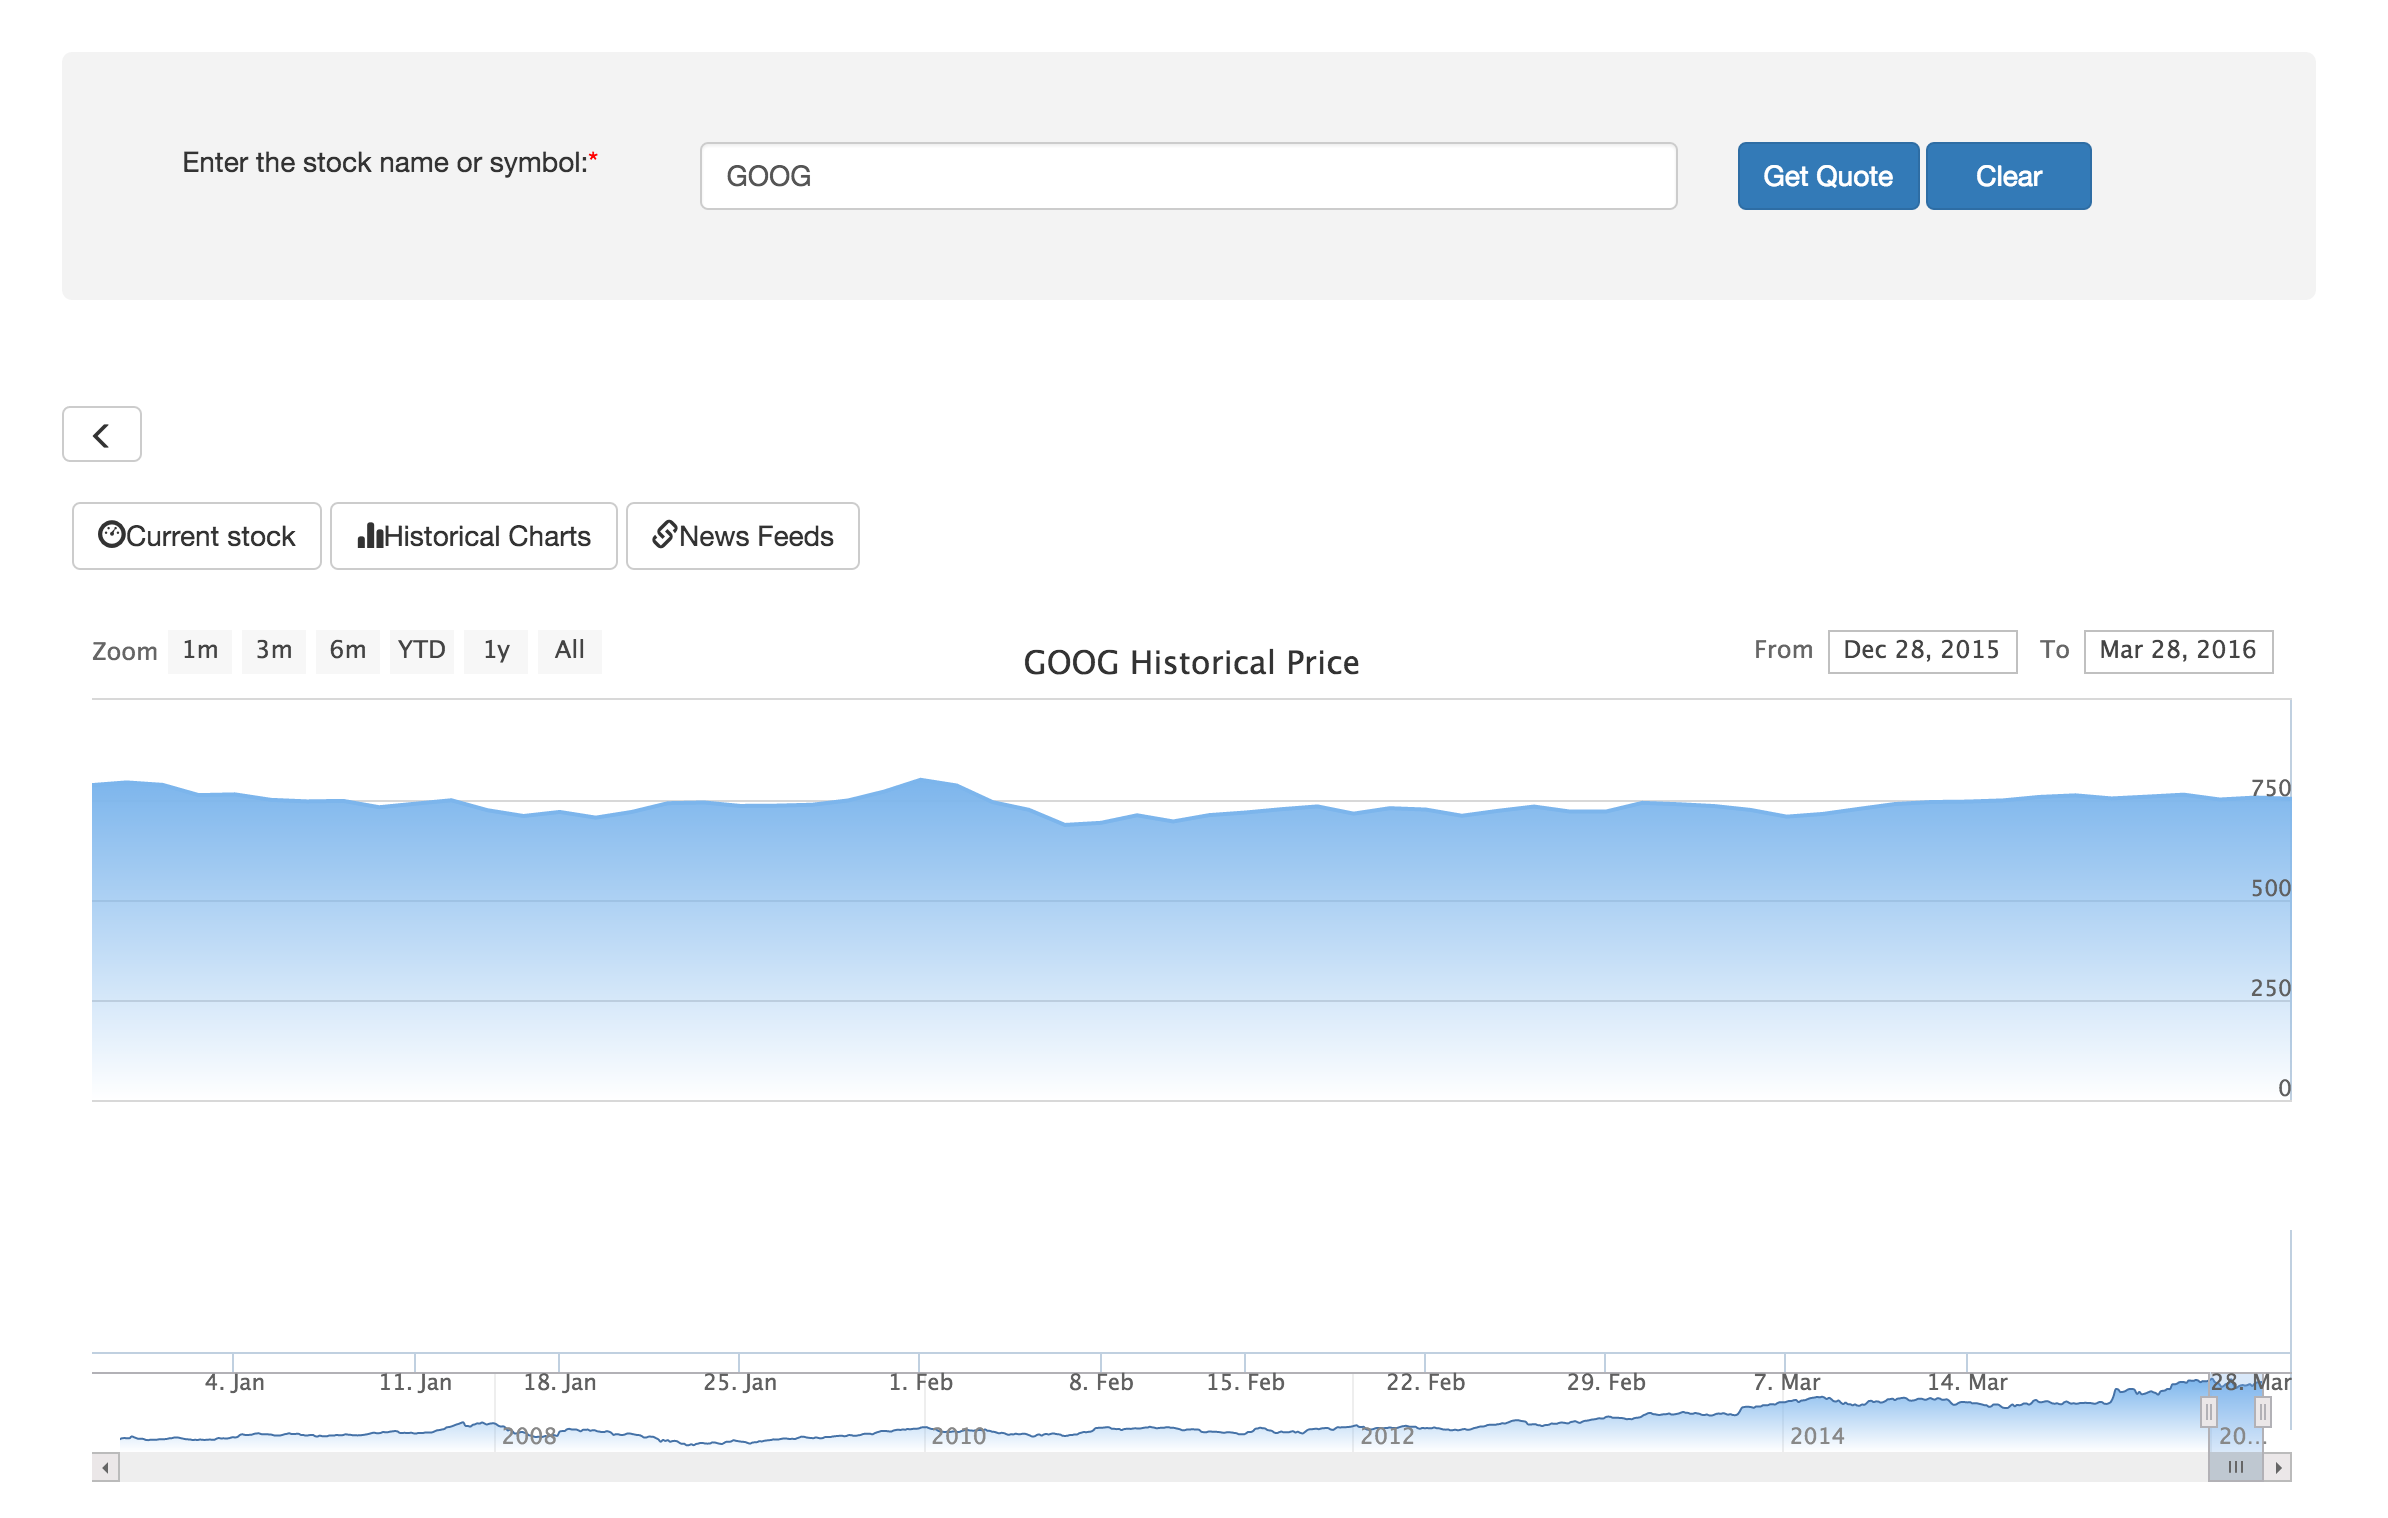 Enter the stock name or symbol:* GOOG Get Quote Clear
Current stock Historical Charts News Feeds
Zoom 1m 3m 6m YTD 1y All GOOG Historical Price From Dec 28, 2015 To Mar 28, 2016
750
500
250
0
4. Jan 11. Jan 18. Jan 25. Jan 1. Feb 8. Feb 15. Feb 22. Feb 29. Feb 7. Mar 14. Mar 28. Mar
2008 2010 2012 2014 20...